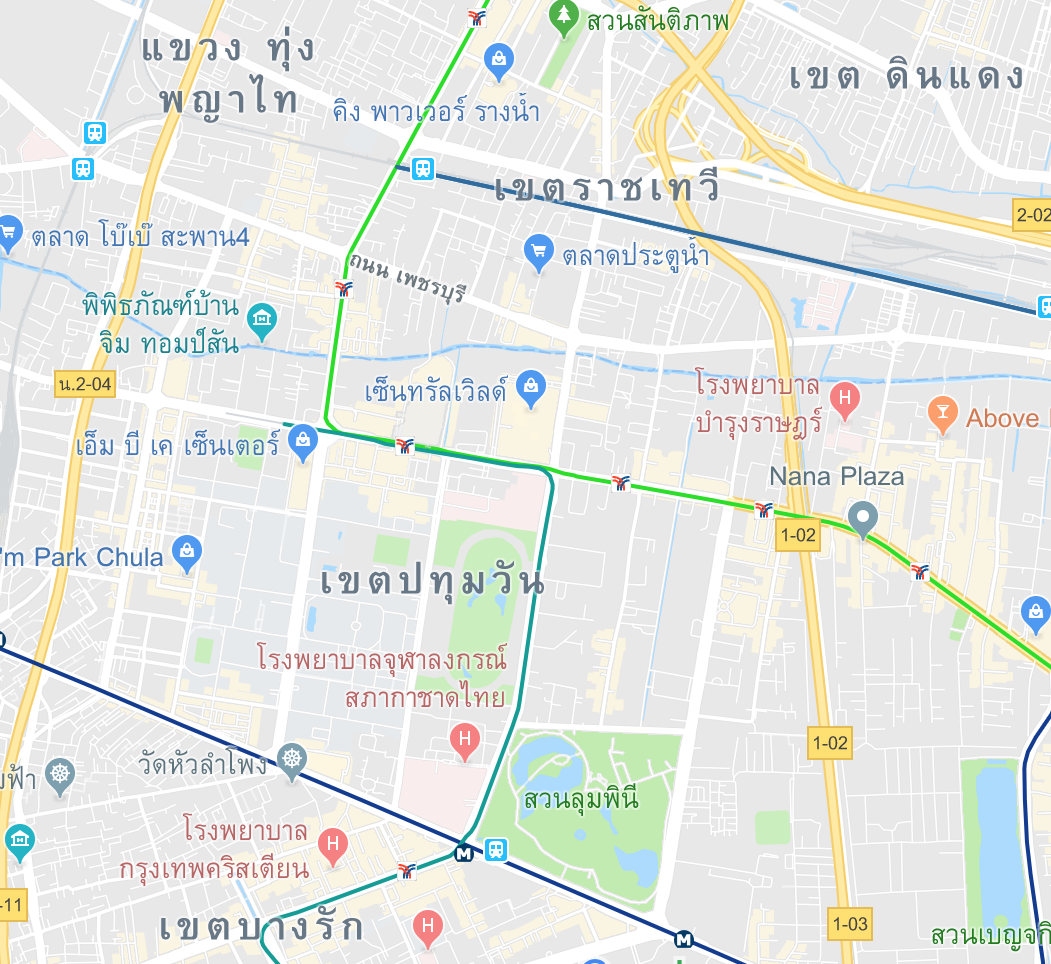 สวนสันติภาพ
แขวง ทุ่ง
พญาไท
เขต ดินแดง
คิง พาวเวอร์ รางน้ำ
เขตราชเทวี
2-02
ตลาด โบ๊เบ๊ สะพาน4
ตลาดประตูน้ำ
ถนน เพชรบุรี
พิพิธภัณฑ์บ้าน
จิม ทอมป์สัน
น.2-04
เซ็นทรัลเวิลด์
โรงพยาบาล
บำรุงราษฎร์
Above
เอ็ม บี เค เซ็นเตอร์
Nana Plaza
1-02
'm Park Chula
เขตปทุมวัน
โรงพยาบาลจุฬาลงกรณ์
สภากาชาดไทย
1-02
วัดหัวลำโพง
มฟ้า
สวนลุมพินี
โรงพยาบาล
กรุงเทพคริสเตียน
-11
เขตบางรัก
1-03
สวนเบญจกิ